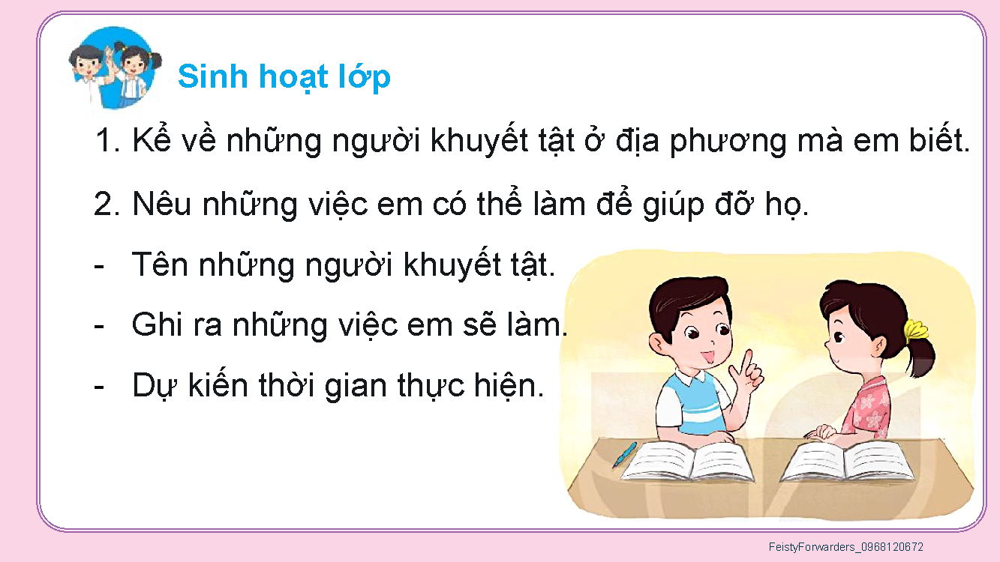 Sinh hoạt lớp
1. Kể về những người khuyết tật ở địa phương mà em biết.
2. Nêu những việc em có thể làm để giúp đỡ họ.
- Tên những người khuyết tật.
- Ghi ra những việc em sẽ làm.
- Dự kiến thời gian thực hiện.
FeistyForwarders_0968120672